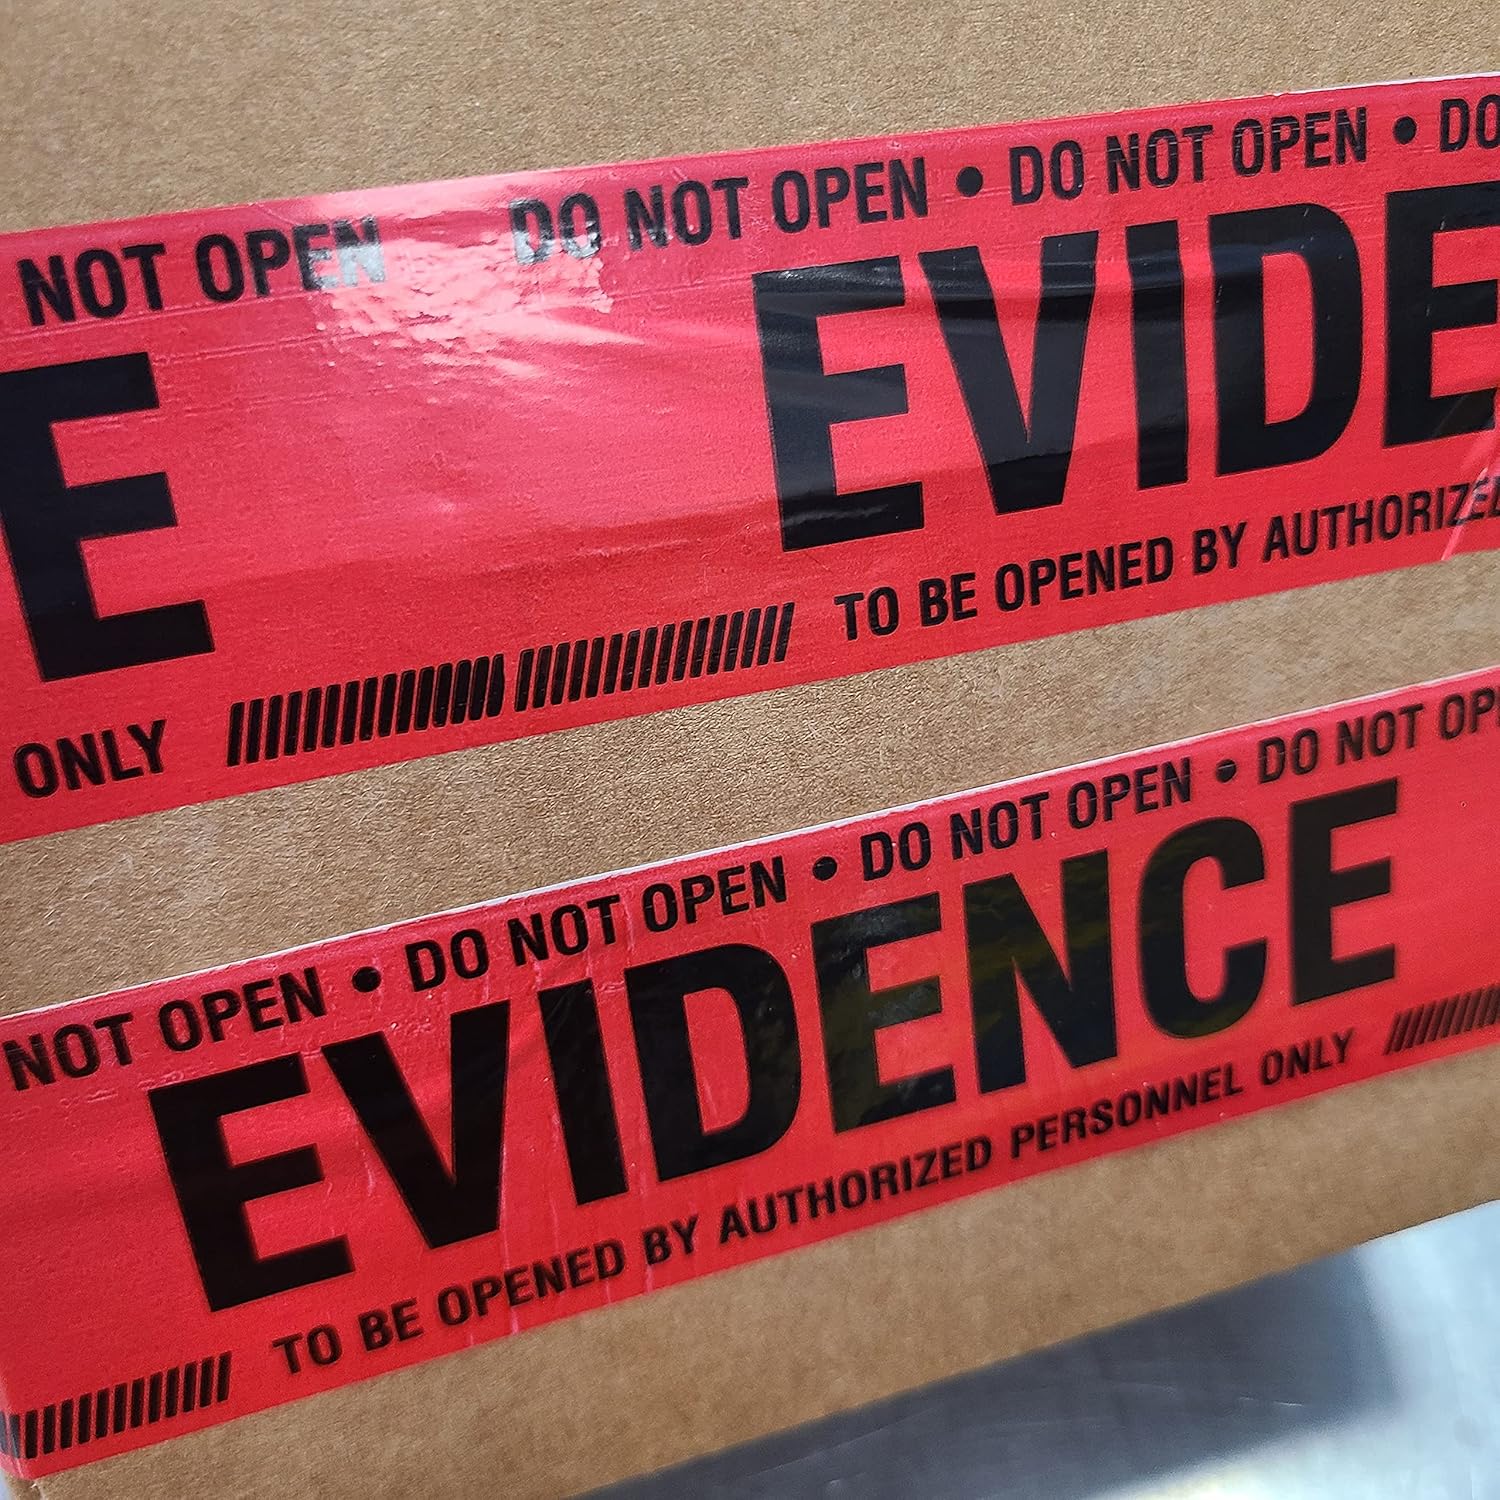 NOT OPEN DO NOT OPEN • DO NOT OPEN • DO
E EVIDE
ONLY TO BE OPENED BY AUTHORIZED
NOT OPEN • DO NOT OPEN • DO NOT OPEN • DO NOT OP
EVIDENCE
TO BE OPENED BY AUTHORIZED PERSONNEL ONLY